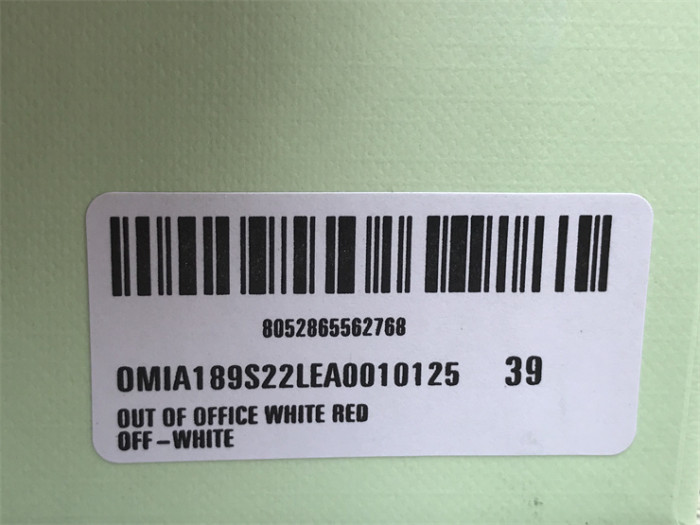 8052865562768
OMIA189S22LEA0010125 39
OUT OF OFFICE WHITE RED
OFF-WHITE